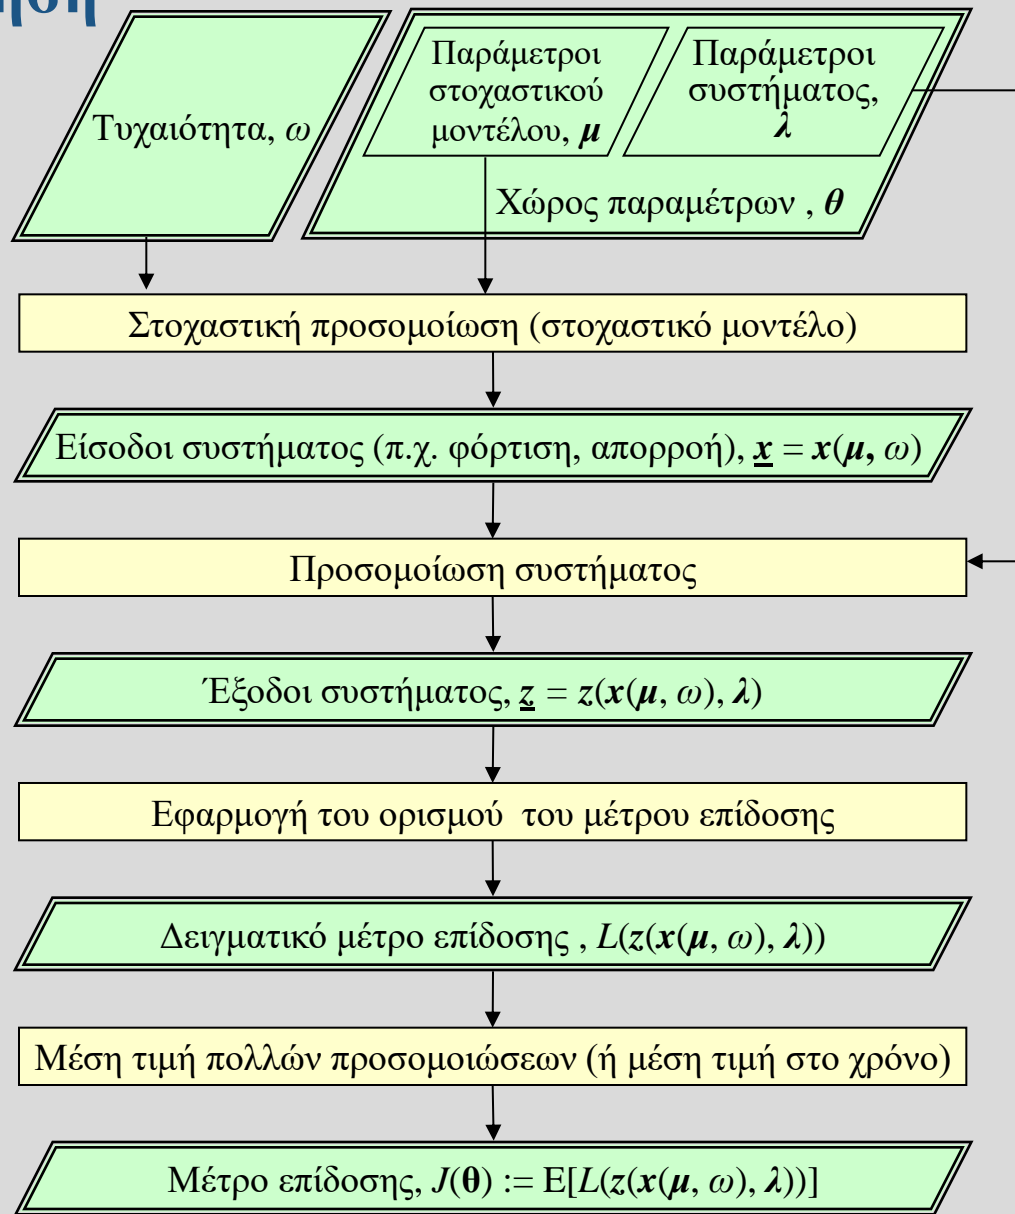 Τυχαιότητα, ω
Παράμετροι
στοχαστικού
μοντέλου, μ
Παράμετροι
συστήματος,
λ
Χώρος παραμέτρων , θ
Στοχαστική προσομοίωση (στοχαστικό μοντέλο)
Είσοδοι συστήματος (π.χ. φόρτιση, απορροή), x = x(μ, ω)
Προσομοίωση συστήματος
Έξοδοι συστήματος, z = z(x(μ, ω), λ)
Εφαρμογή του ορισμού του μέτρου επίδοσης
Δειγματικό μέτρο επίδοσης , L(z(x(μ, ω), λ))
Μέση τιμή πολλών προσομοιώσεων (ή μέση τιμή στο χρόνο)
Μέτρο επίδοσης, J(θ) := E[L(z(x(μ, ω), λ))]